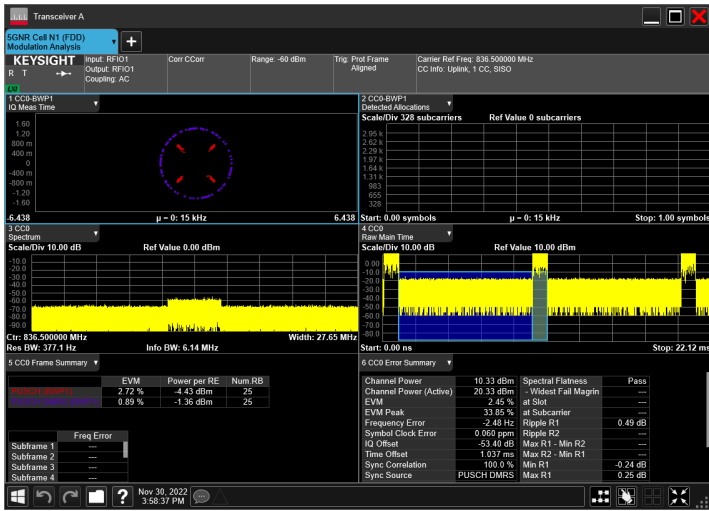 Transceiver A
5GNR Cell N1 (FDD)
Modulation Analysis
KEYSIGHT
R T
Input: RFIO1
Output: RFIO1
Coupling: AC
Corr CCorr
Range: -60 dBm
Trig: Prot Frame
Aligned
Carrier Ref Freq: 836.500000 MHz
CC Info: Uplink, 1 CC, SISO
1 CC0-BWP1
IQ Meas Time
1.60
1.20
800 m
400 m
0
-400 m
-800 m
-1.20
-1.60
-6.438
µ = 0: 15 kHz
6.438
2 CC0-BWP1
Detected Allocations
Scale/Div 328 subcarriers
Ref Value 0 subcarriers
2.95 k
2.62 k
2.29 k
1.97 k
1.64 k
1.31 k
983
655
328
Start: 0.00 symbols
µ = 0: 15 kHz
Stop: 1.00 symbols
3 CC0
Spectrum
Scale/Div 10.00 dB
Ref Value 0.00 dBm
-10.0
-20.0
-30.0
-40.0
-50.0
-60.0
-70.0
-80.0
-90.0
Ctr: 836.500000 MHz
Width: 27.65 MHz
Res BW: 377.1 Hz
Info BW: 6.14 MHz
4 CC0
Raw Main Time
Scale/Div 10.00 dB
Ref Value 10.00 dBm
0.00
-10.0
-20.0
-30.0
-40.0
-50.0
-60.0
-70.0
-80.0
Start: 0.00 ns
Stop: 22.12 ms
5 CC0 Frame Summary
EVM Power per RE Num.RB
2.72 % -4.43 dBm 25
0.89 % -1.36 dBm 25
Freq Error
Subframe 1 ---
Subframe 2 ---
Subframe 3 ---
Subframe 4 ---
6 CC0 Error Summary
Channel Power 10.33 dBm Spectral Flatness Pass
Channel Power (Active) 20.33 dBm - Widest Fail Magrin ---
EVM 2.45 % at Slot ---
EVM Peak 33.85 % at Subcarrier ---
Frequency Error -2.48 Hz Ripple R1 0.49 dB
Symbol Clock Error 0.060 ppm Ripple R2 ---
IQ Offset -53.40 dB Max R1 - Min R2 ---
Time Offset 1.037 ms Max R2 - Min R1 ---
Sync Correlation 100.0 % Min R1 -0.24 dB
Sync Source PUSCH DMRS Max R1 0.25 dB
Nov 30, 2022
3:58:37 PM